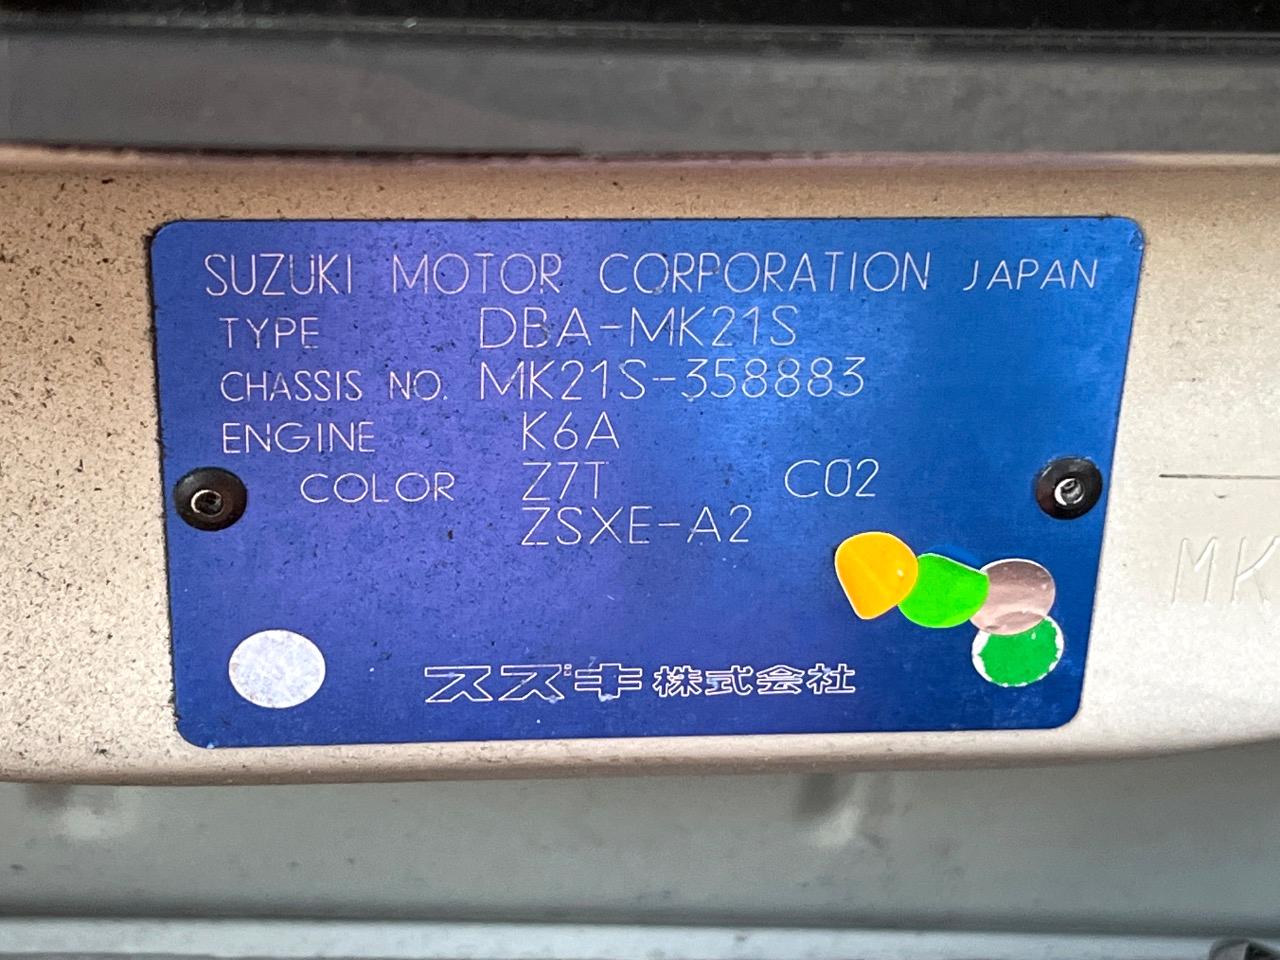 SUZUKI MOTOR CORPORATION JAPAN
TYPE DBA-MK21S
CHASSIS NO. MK21S-358883
ENGINE K6A
COLOR Z7T C02
ZSXE-A2
スズキ株式会社
MK